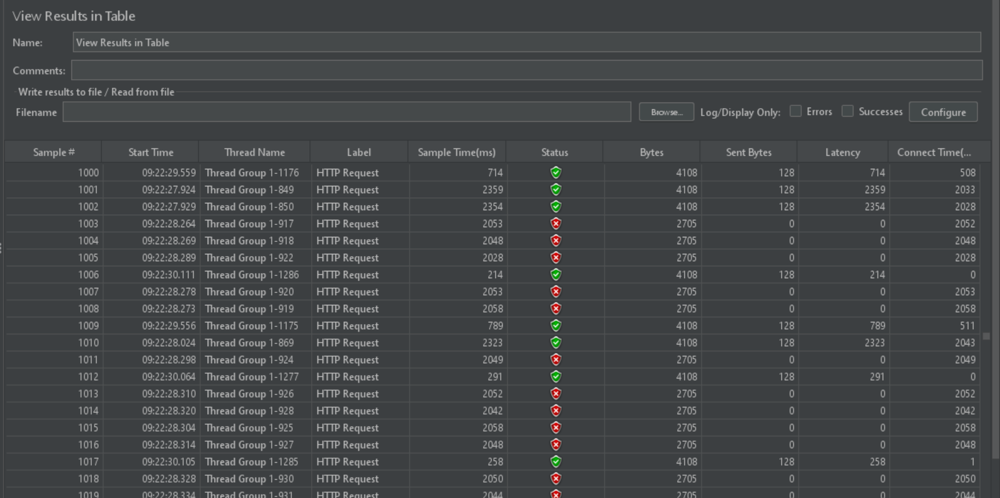 View Results in Table
Name: View Results in Table
Comments:
Write results to file / Read from file
Filename Browse... Log/Display Only: Errors Successes Configure
Sample # Start Time Thread Name Label Sample Time(ms) Status Bytes Sent Bytes Latency Connect Time(...
1000 09:22:29.559 Thread Group 1-1176 HTTP Request 714 4108 128 714 508
1001 09:22:27.924 Thread Group 1-849 HTTP Request 2359 4108 128 2359 2033
1002 09:22:27.929 Thread Group 1-850 HTTP Request 2354 4108 128 2354 2028
1003 09:22:28.264 Thread Group 1-917 HTTP Request 2053 2705 0 0 2052
1004 09:22:28.269 Thread Group 1-918 HTTP Request 2048 2705 0 0 2048
1005 09:22:28.289 Thread Group 1-922 HTTP Request 2028 2705 0 0 2028
1006 09:22:30.111 Thread Group 1-1286 HTTP Request 214 4108 128 214 0
1007 09:22:28.278 Thread Group 1-920 HTTP Request 2053 2705 0 0 2053
1008 09:22:28.273 Thread Group 1-919 HTTP Request 2058 2705 0 0 2058
1009 09:22:29.556 Thread Group 1-1175 HTTP Request 789 4108 128 789 511
1010 09:22:28.024 Thread Group 1-869 HTTP Request 2323 4108 128 2323 2043
1011 09:22:28.298 Thread Group 1-924 HTTP Request 2049 2705 0 0 2049
1012 09:22:30.064 Thread Group 1-1277 HTTP Request 291 4108 128 291 0
1013 09:22:28.310 Thread Group 1-926 HTTP Request 2052 2705 0 0 2052
1014 09:22:28.320 Thread Group 1-928 HTTP Request 2042 2705 0 0 2042
1015 09:22:28.304 Thread Group 1-925 HTTP Request 2058 2705 0 0 2058
1016 09:22:28.314 Thread Group 1-927 HTTP Request 2048 2705 0 0 2048
1017 09:22:30.105 Thread Group 1-1285 HTTP Request 258 4108 128 258 1
1018 09:22:28.328 Thread Group 1-930 HTTP Request 2050 2705 0 0 2050
1019 09:22:28.334 Thread Group 1-931 HTTP Request 2044 2705 0 0 2044